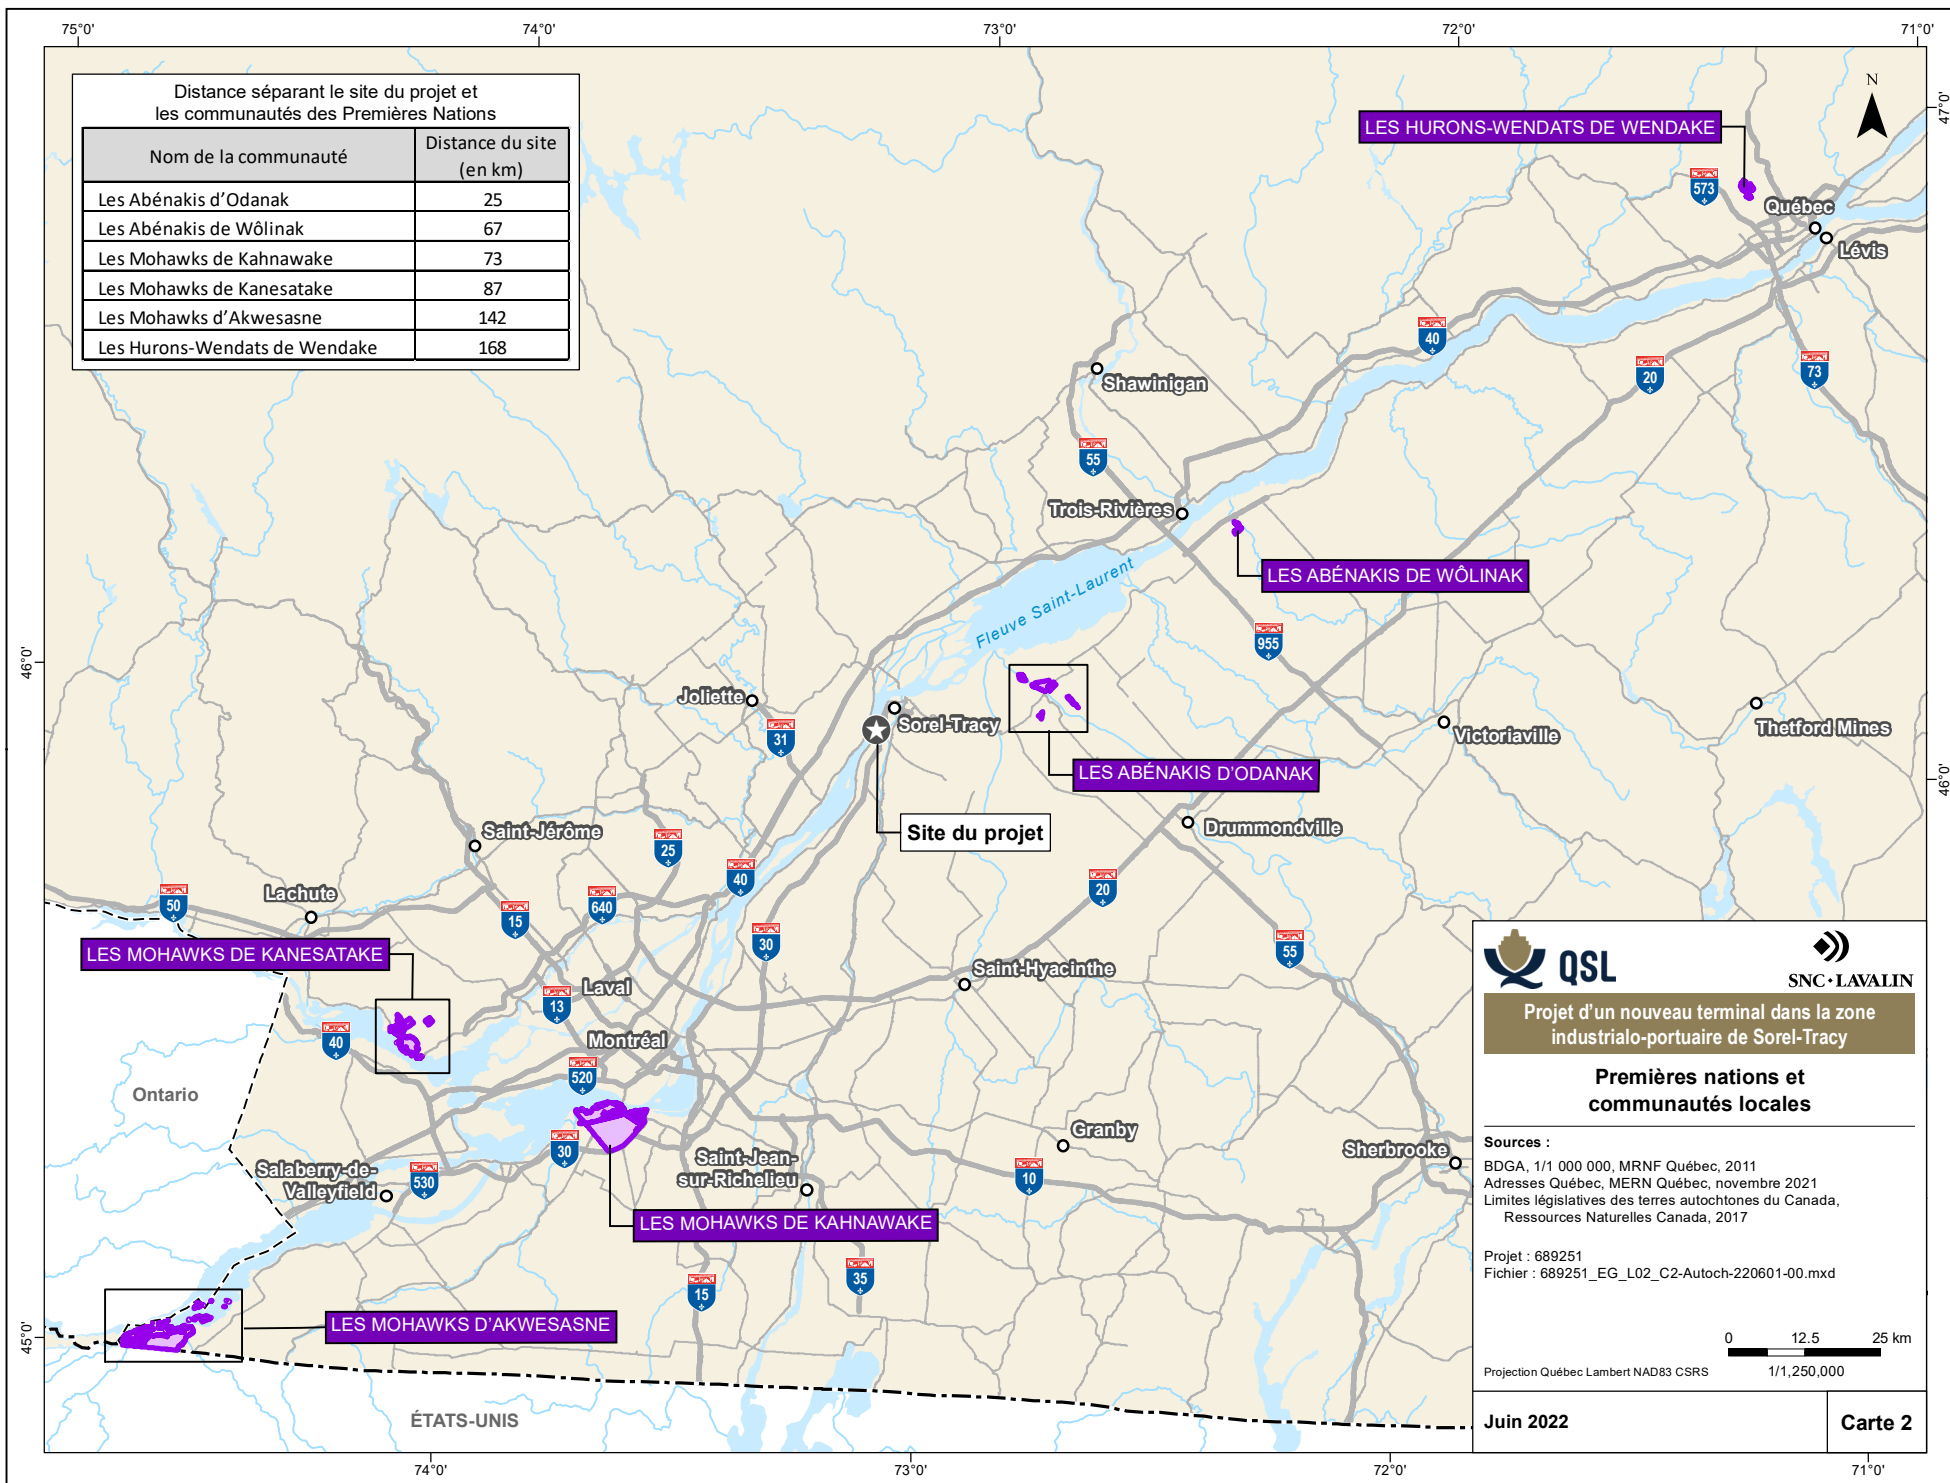 75°0'
74°0'
73°0'
72°0'
71°0'
Distance séparant le site du projet et
les communautés des Premières Nations
Nom de la communauté
Distance du site
(en km)
Les Abénakis d'Odanak 25
Les Abénakis de Wôlinak 67
Les Mohawks de Kahnawake 73
Les Mohawks de Kanesatake 87
Les Mohawks d'Akwesasne 142
Les Hurons-Wendats de Wendake 168
N
47°0'
LES HURONS-WENDATS DE WENDAKE
573
Québec
Lévis
40
20
73
Shawinigan
55
Trois-Rivières
LES ABÉNAKIS DE WÔLINAK
Fleuve Saint-Laurent
955
46°0'
Joliette
31
Sorel-Tracy
Victoriaville
Thetford Mines
46°0'
LES ABÉNAKIS D'ODANAK
Site du projet
Drummondville
Saint-Jérôme
25
40
20
Lachute
50
15
640
30
55
LES MOHAWKS DE KANESATAKE
Saint-Hyacinthe
Laval
13
40
Montréal
520
Ontario
Granby
Sherbrooke
30
Saint-Jean-
sur-Richelieu
10
Salaberry-de-
Valleyfield
530
LES MOHAWKS DE KAHNAWAKE
35
15
LES MOHAWKS D'AKWESASNE
45°0'
ÉTATS-UNIS
QSL
SNC•LAVALIN
Projet d'un nouveau terminal dans la zone
industrialo-portuaire de Sorel-Tracy
Premières nations et
communautés locales
Sources :
BDGA, 1/1 000 000, MRNF Québec, 2011
Adresses Québec, MERN Québec, novembre 2021
Limites législatives des terres autochtones du Canada,
Ressources Naturelles Canada, 2017
Projet : 689251
Fichier : 689251_EG_L02_C2-Autoch-220601-00.mxd
0 12.5 25 km
Projection Québec Lambert NAD83 CSRS 1/1,250,000
Juin 2022
Carte 2
74°0'
73°0'
72°0'
71°0'